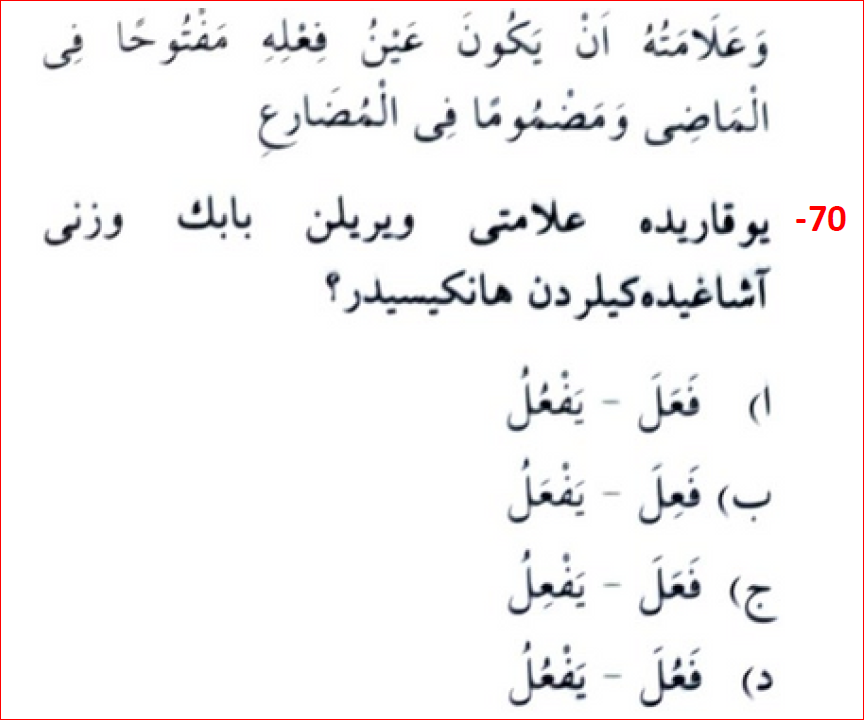 وَعَلَامَتُهُ اَنْ يَكُونَ عَيْنُ فِعْلِهِ مَفْتُوحًا فِى
الْمَاضِى وَمَضْمُومًا فِى الْمُضَارِعِ
70- يوقاريده علامتى ويريلن بابك وزنى
آشاغيده‌كيلردن هانكيسيدر؟
ا) فَعَلَ - يَفْعُلُ
ب) فَعِلَ - يَفْعَلُ
ج) فَعَلَ - يَفْعِلُ
د) فَعُلَ - يَفْعُلُ